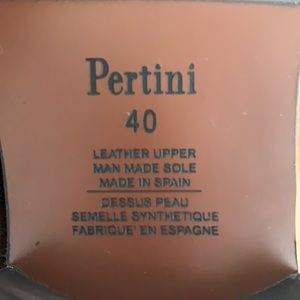 Pertini
40
LEATHER UPPER
MAN MADE SOLE
MADE IN SPAIN
DESSUS PEAU
SEMELLE SYNTHETIQUE
FABRIQUE' EN ESPAGNE